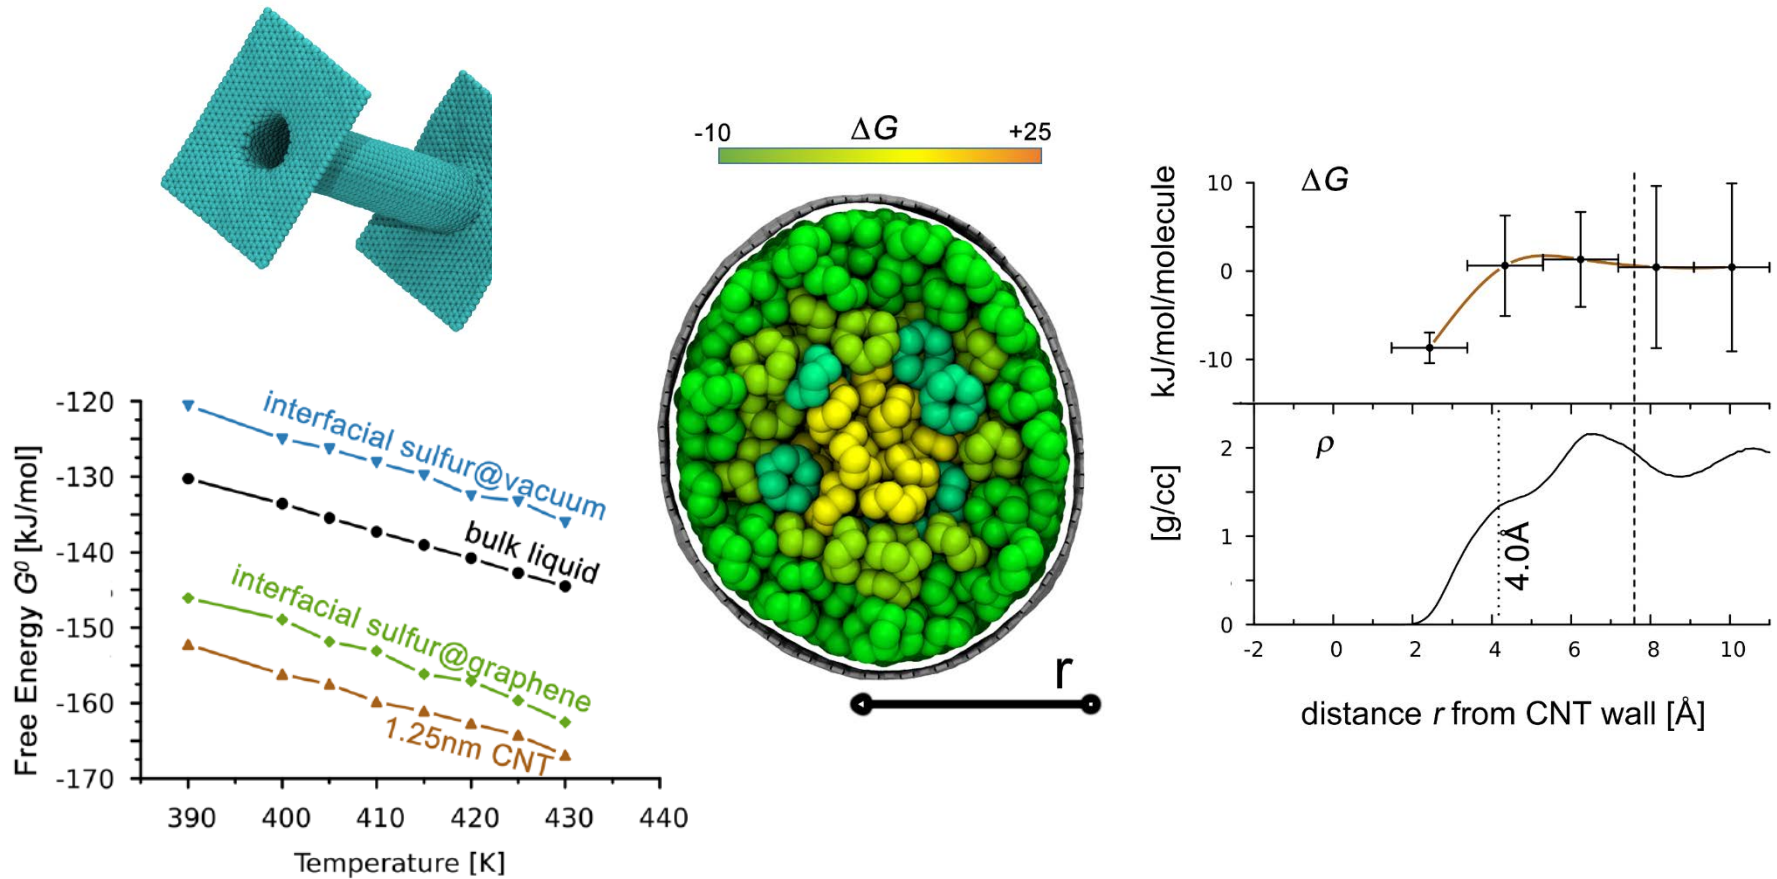 -10 ΔG +25
r
Free Energy G⁰ [kJ/mol]
-120
-130
-140
-150
-160
-170
interfacial sulfur@vacuum
bulk liquid
interfacial sulfur@graphene
1.25nm CNT
390 400 410 420 430 440
Temperature [K]
kJ/mol/molecule
10
0
-10
ΔG
[g/cc]
2
1
0
ρ
4.0Å
-2 0 2 4 6 8 10
distance r from CNT wall [Å]